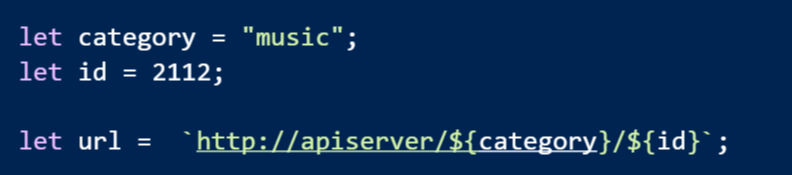 let category = "music";
let id = 2112;
let url =  `http://apiserver/${category}/${id}`;